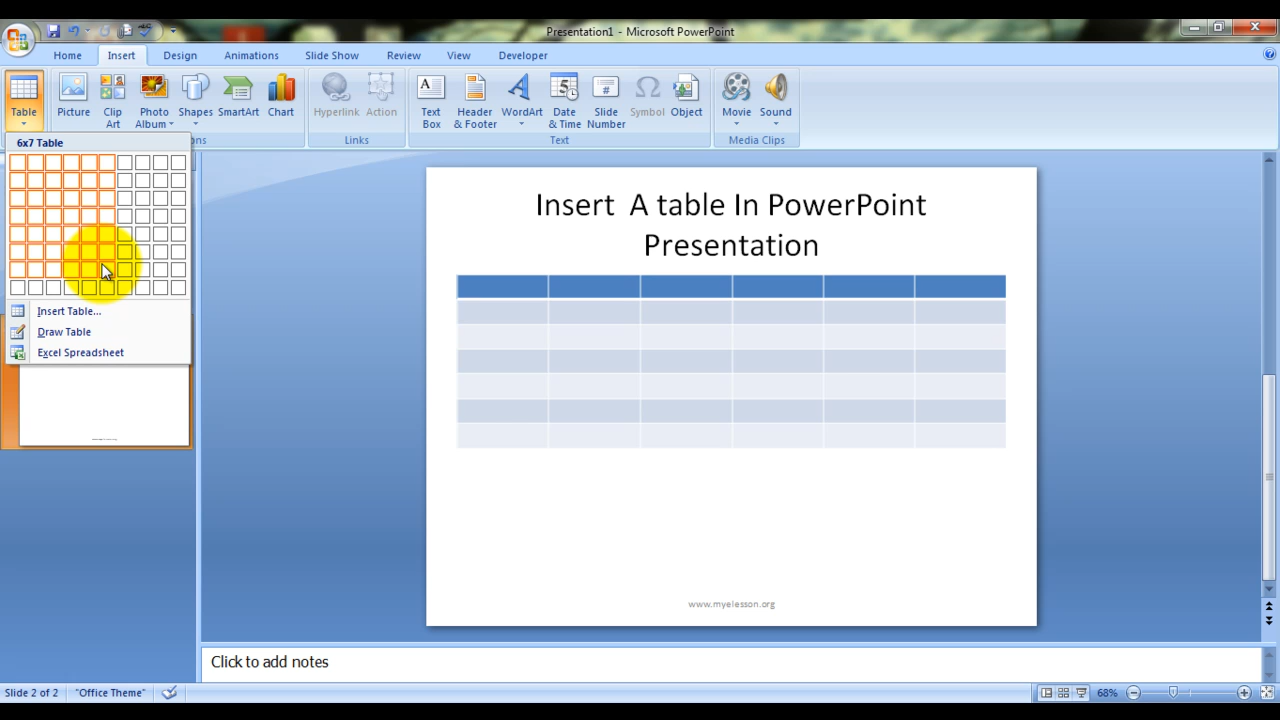 Presentation1 - Microsoft PowerPoint
Home Insert Design Animations Slide Show Review View Developer
Table Picture Clip Art Photo Album Shapes SmartArt Chart Hyperlink Action Text Box Header & Footer WordArt Date & Time Slide Number Symbol Object Movie Sound
Links Text Media Clips
6x7 Table
Insert Table...
Draw Table
Excel Spreadsheet
Insert A table In PowerPoint
Presentation
www.myelesson.org
Click to add notes
Slide 2 of 2 "Office Theme" 68%